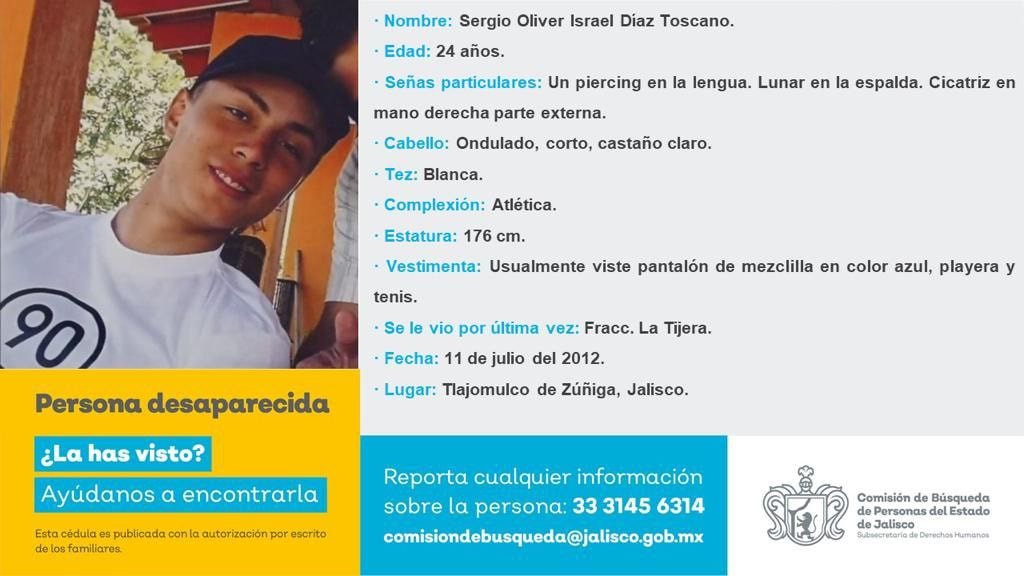 · Nombre: Sergio Oliver Israel Díaz Toscano.
· Edad: 24 años.
· Señas particulares: Un piercing en la lengua. Lunar en la espalda. Cicatriz en
mano derecha parte externa.
· Cabello: Ondulado, corto, castaño claro.
· Tez: Blanca.
· Complexión: Atlética.
· Estatura: 176 cm.
· Vestimenta: Usualmente viste pantalón de mezclilla en color azul, playera y
tenis.
· Se le vio por última vez: Fracc. La Tijera.
· Fecha: 11 de julio del 2012.
· Lugar: Tlajomulco de Zúñiga, Jalisco.
90
Persona desaparecida
¿La has visto?
Ayúdanos a encontrarla
Esta cédula es publicada con la autorización por escrito
de los familiares.
Reporta cualquier información
sobre la persona: 33 3145 6314
comisiondebusqueda@jalisco.gob.mx
Comisión de Búsqueda
de Personas del Estado
de Jalisco
Subsecretaría de Derechos Humanos